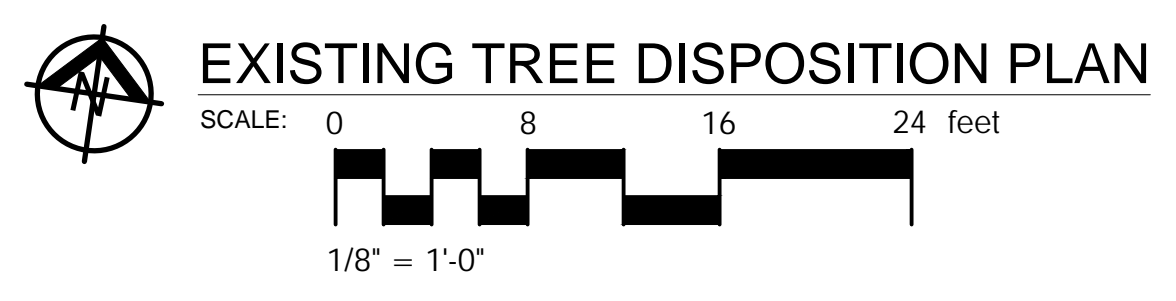 N
EXISTING TREE DISPOSITION PLAN
SCALE: 0 8 16 24 feet
1/8" = 1'-0"